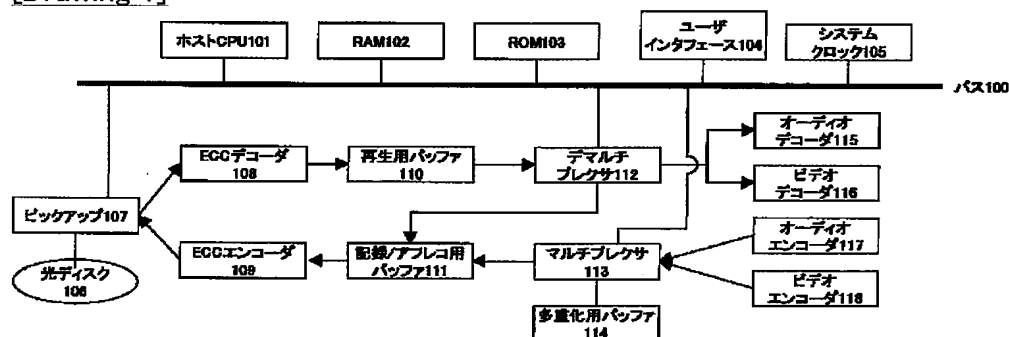 ホストCPU101
RAM102
ROM103
ユーザ
インタフェース104
システム
クロック105
バス100
ECCデコーダ
108
再生用バッファ
110
デマルチ
プレクサ112
オーディオ
デコーダ115
ビデオ
デコーダ116
ピックアップ107
ECCエンコーダ
109
記録/アフレコ用
バッファ111
マルチプレクサ
113
オーディオ
エンコーダ117
ビデオ
エンコーダ118
光ディスク
106
多重化用バッファ
114